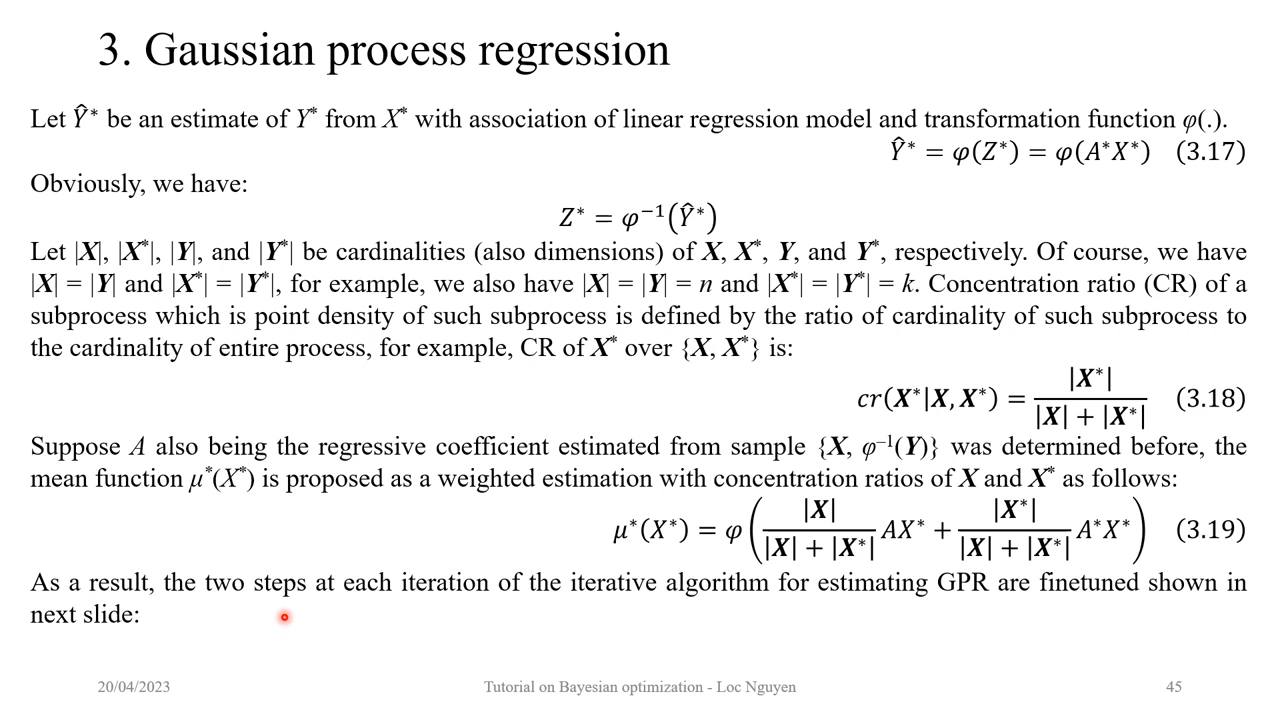 3. Gaussian process regression
Let Ŷ* be an estimate of Y* from X* with association of linear regression model and transformation function φ(.).
Ŷ* = φ(Z*) = φ(A*X*) (3.17)
Obviously, we have:
Z* = φ⁻¹(Ŷ*)
Let |X|, |X*|, |Y|, and |Y*| be cardinalities (also dimensions) of X, X*, Y, and Y*, respectively. Of course, we have
|X| = |Y| and |X*| = |Y*|, for example, we also have |X| = |Y| = n and |X*| = |Y*| = k. Concentration ratio (CR) of a
subprocess which is point density of such subprocess is defined by the ratio of cardinality of such subprocess to
the cardinality of entire process, for example, CR of X* over {X, X*} is:
cr(X*|X, X*) = |X*| / (|X| + |X*|) (3.18)
Suppose A also being the regressive coefficient estimated from sample {X, φ⁻¹(Y)} was determined before, the
mean function μ*(X*) is proposed as a weighted estimation with concentration ratios of X and X* as follows:
μ*(X*) = φ( |X| / (|X| + |X*|) AX* + |X*| / (|X| + |X*|) A*X* ) (3.19)
As a result, the two steps at each iteration of the iterative algorithm for estimating GPR are finetuned shown in
next slide:
20/04/2023
Tutorial on Bayesian optimization - Loc Nguyen
45